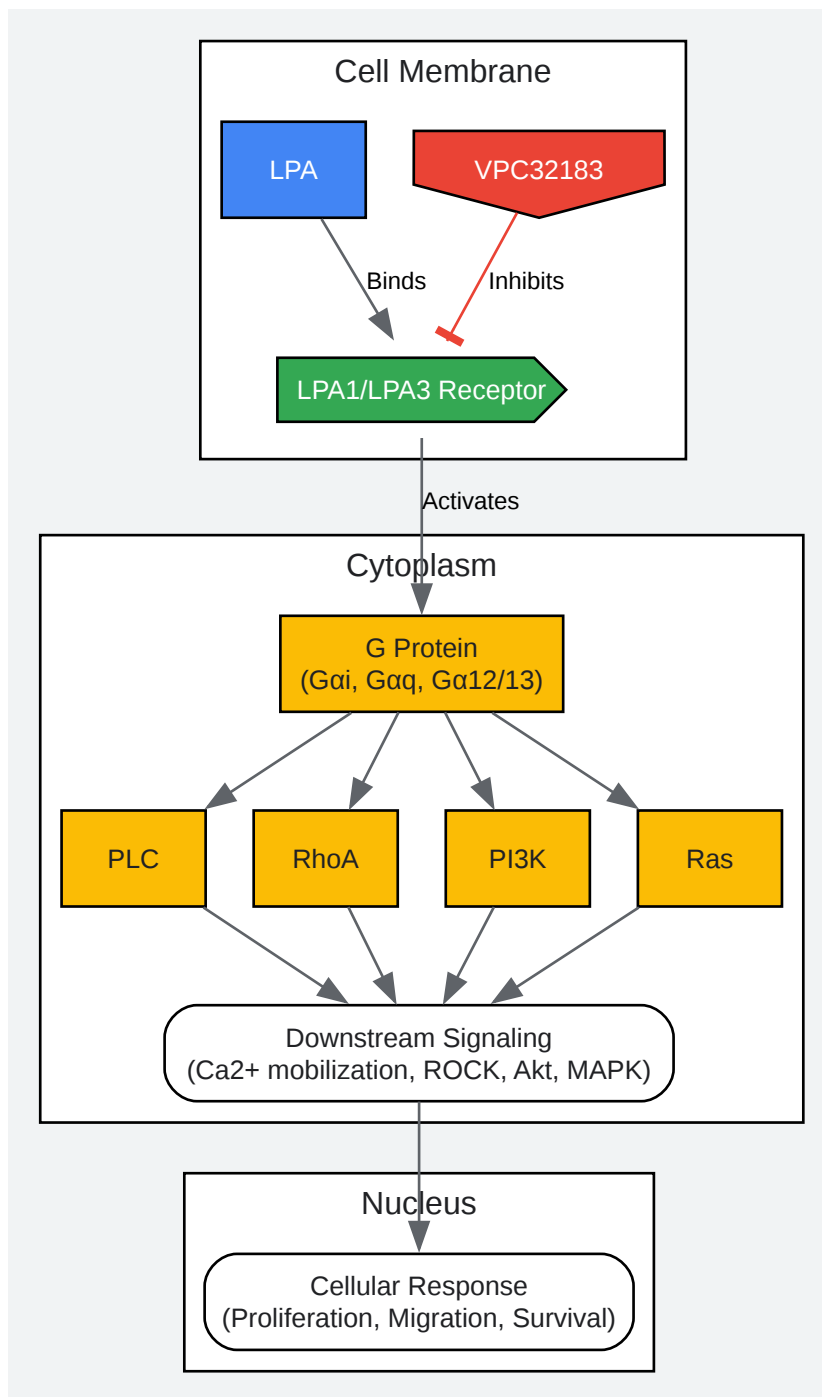 Cell Membrane
LPA
VPC32183
Binds
Inhibits
LPA1/LPA3 Receptor
Activates
Cytoplasm
G Protein
(Gαi, Gαq, Gα12/13)
PLC
RhoA
PI3K
Ras
Downstream Signaling
(Ca2+ mobilization, ROCK, Akt, MAPK)
Nucleus
Cellular Response
(Proliferation, Migration, Survival)